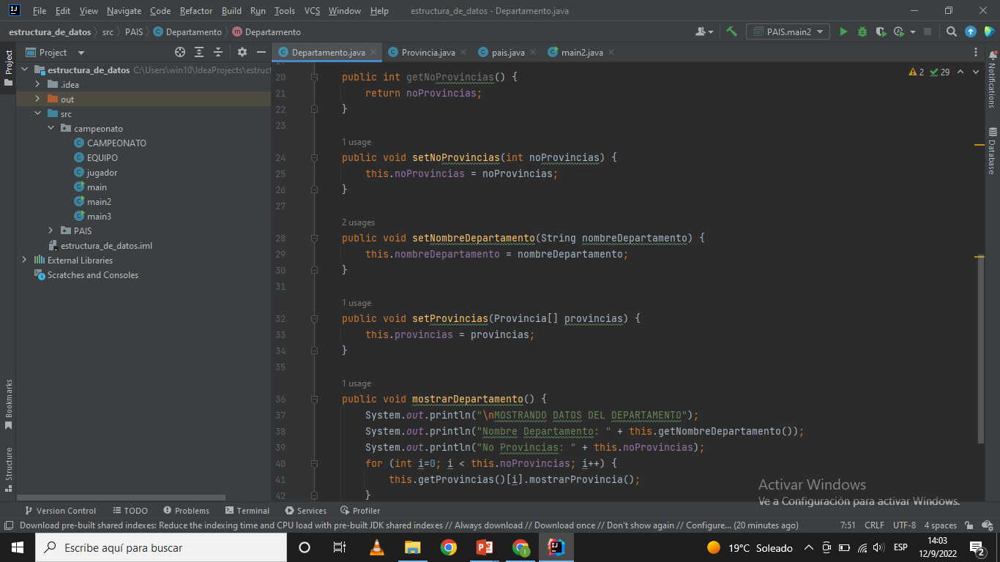 File Edit View Navigate Code Refactor Build Run Tools VCS Window Help estructura_de_datos - Departamento.java
estructura_de_datos src PAIS Departamento Departamento PAIS.main2
Project
Departamento.java Provincia.java pais.java main2.java
estructura_de_datos C:\Users\win10\IdeaProjects\estruct
.idea
out
src
campeonato
CAMPEONATO
EQUIPO
jugador
main
main2
main3
PAIS
estructura_de_datos.iml
External Libraries
Scratches and Consoles
Project
Bookmarks
Structure
2 29
20 public int getNoProvincias() {
21 return noProvincias;
22 }
23
1 usage
24 public void setNoProvincias(int noProvincias) {
25 this.noProvincias = noProvincias;
26 }
27
2 usages
28 public void setNombreDepartamento(String nombreDepartamento) {
29 this.nombreDepartamento = nombreDepartamento;
30 }
31
1 usage
32 public void setProvincias(Provincia[] provincias) {
33 this.provincias = provincias;
34 }
35
1 usage
36 public void mostrarDepartamento() {
37 System.out.println("\nMOSTRANDO DATOS DEL DEPARTAMENTO");
38 System.out.println("Nombre Departamento: " + this.getNombreDepartamento());
39 System.out.println("No Provincias: " + this.noProvincias);
40 for (int i=0; i < this.noProvincias; i++) {
41 this.getProvincias()[i].mostrarProvincia();
42 }
Notifications
Database
Activar Windows
Ve a Configuración para activar Windows.
Version Control TODO Problems Terminal Services Profiler
Download pre-built shared indexes: Reduce the indexing time and CPU load with pre-built JDK shared indexes // Always download // Download once // Don't show again // Configure... (20 minutes ago) 7:51 CRLF UTF-8 4 spaces
Escribe aquí para buscar
19°C Soleado ESP
14:03
12/9/2022
2